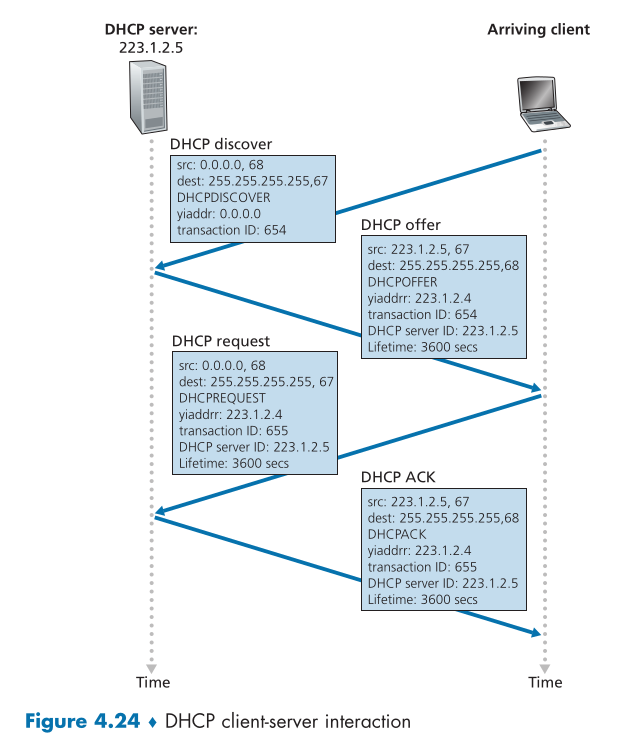 DHCP server:
223.1.2.5
Arriving client
DHCP discover
src: 0.0.0.0, 68
dest: 255.255.255.255,67
DHCPDISCOVER
yiaddr: 0.0.0.0
transaction ID: 654
DHCP offer
src: 223.1.2.5, 67
dest: 255.255.255.255,68
DHCPOFFER
yiaddrr: 223.1.2.4
transaction ID: 654
DHCP server ID: 223.1.2.5
Lifetime: 3600 secs
DHCP request
src: 0.0.0.0, 68
dest: 255.255.255.255, 67
DHCPREQUEST
yiaddrr: 223.1.2.4
transaction ID: 655
DHCP server ID: 223.1.2.5
Lifetime: 3600 secs
DHCP ACK
src: 223.1.2.5, 67
dest: 255.255.255.255,68
DHCPACK
yiaddrr: 223.1.2.4
transaction ID: 655
DHCP server ID: 223.1.2.5
Lifetime: 3600 secs
Time
Time
Figure 4.24 ♦ DHCP client-server interaction